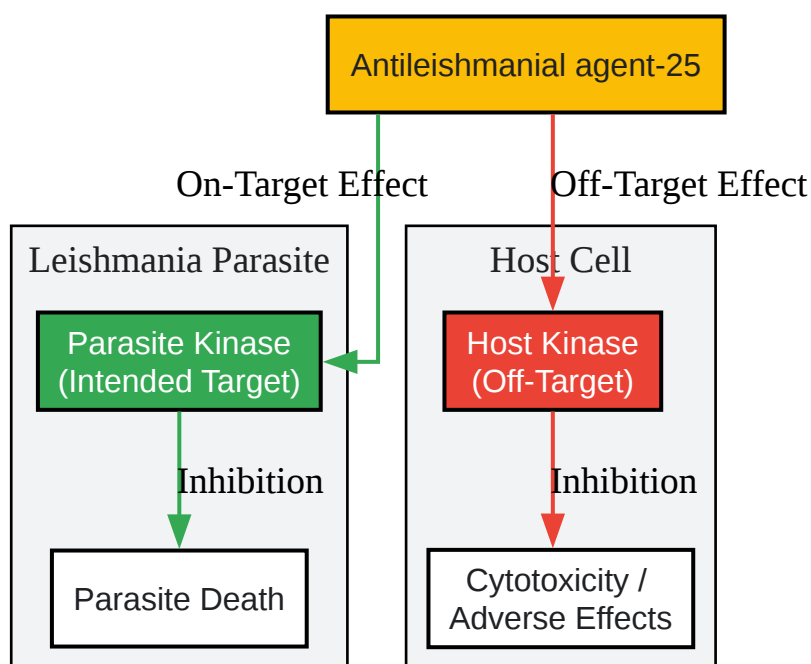 Antileishmanial agent-25
On-Target Effect
Off-Target Effect
Leishmania Parasite
Host Cell
Parasite Kinase
(Intended Target)
Host Kinase
(Off-Target)
Inhibition
Inhibition
Parasite Death
Cytotoxicity /
Adverse Effects